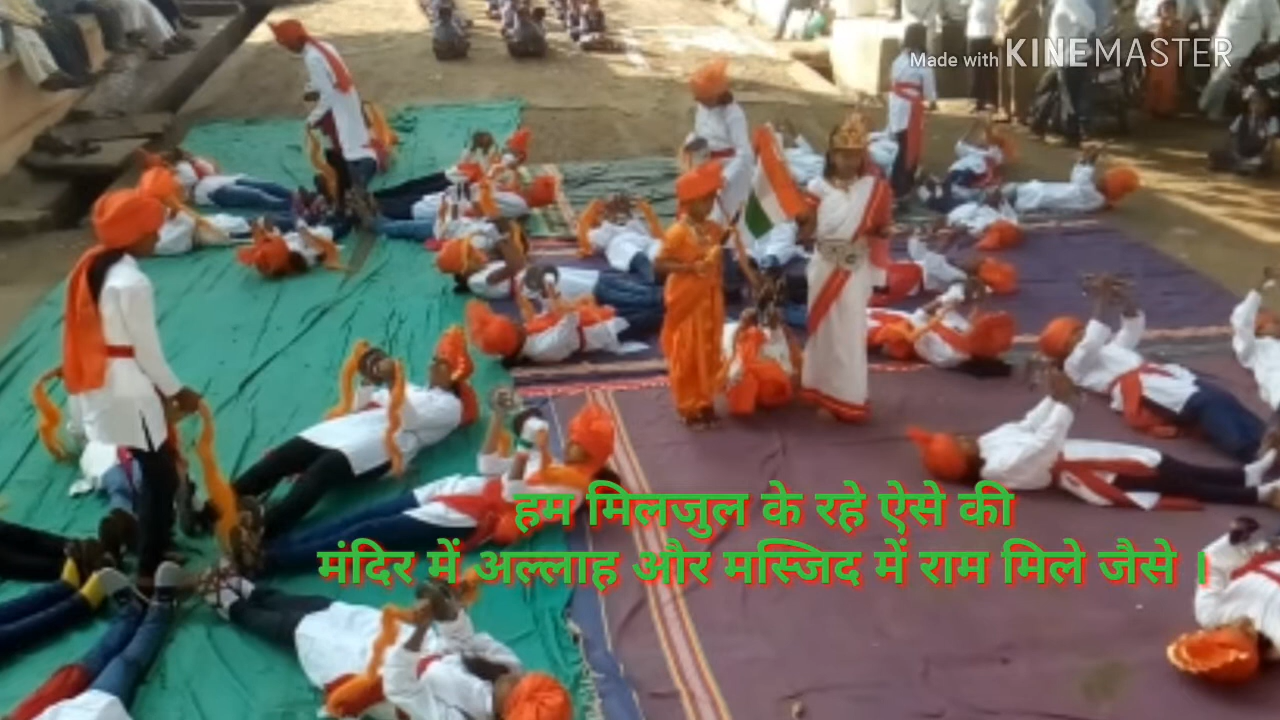 Made with KINEMASTER
हम मिलजुल के रहे ऐसे की
मंदिर में अल्लाह और मस्जिद में राम मिले जैसे ।